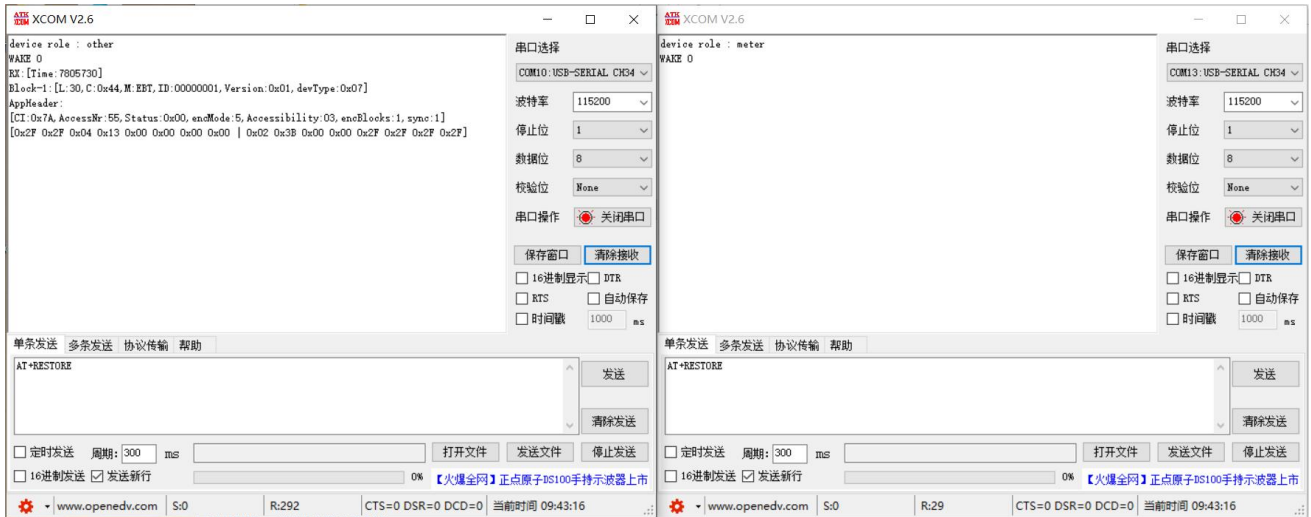 XCOM V2.6
device role : other
WAKE 0
RX:[Time:7805730]
Block-1:[L:30,C:0x44,M:EBT,ID:00000001,Version:0x01,devType:0x07]
AppHeader:
[CI:0x7A,AccessNr:55,Status:0x00,encMode:5,Accessibility:03,encBlocks:1,sync:1]
[0x2F 0x2F 0x04 0x13 0x00 0x00 0x00 0x00 | 0x02 0x3B 0x00 0x00 0x2F 0x2F 0x2F 0x2F]
串口选择
COM10:USB-SERIAL CH34
波特率 115200
停止位 1
数据位 8
校验位 None
串口操作 关闭串口
保存窗口 清除接收
16进制显示 DTR
RTS 自动保存
时间戳 1000 ms
单条发送 多条发送 协议传输 帮助
AT+RESTORE
发送
清除发送
定时发送 周期: 300 ms 打开文件 发送文件 停止发送
16进制发送 发送新行 0% 【火爆全网】正点原子DS100手持示波器上市
www.openedv.com S:0 R:292 CTS=0 DSR=0 DCD=0 当前时间 09:43:16
XCOM V2.6
device role : meter
WAKE 0
串口选择
COM13:USB-SERIAL CH34
波特率 115200
停止位 1
数据位 8
校验位 None
串口操作 关闭串口
保存窗口 清除接收
16进制显示 DTR
RTS 自动保存
时间戳 1000 ms
单条发送 多条发送 协议传输 帮助
AT+RESTORE
发送
清除发送
定时发送 周期: 300 ms 打开文件 发送文件 停止发送
16进制发送 发送新行 0% 【火爆全网】正点原子DS100手持示波器上市
www.openedv.com S:0 R:29 CTS=0 DSR=0 DCD=0 当前时间 09:43:16